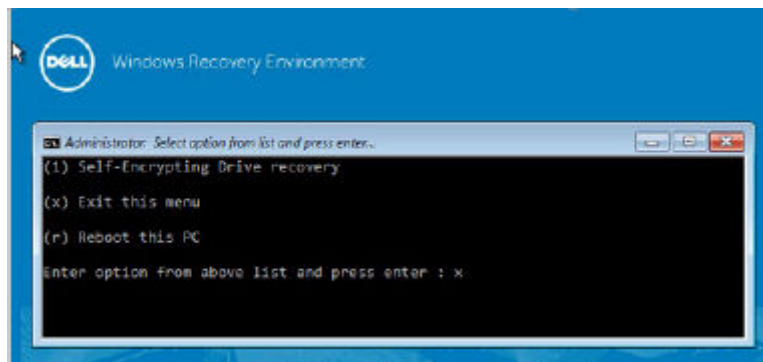 DELL
Windows Recovery Environment
Administrator: Select option from list and press enter..
(1) Self-Encrypting Drive recovery
(x) Exit this menu
(r) Reboot this PC
Enter option from above list and press enter : x